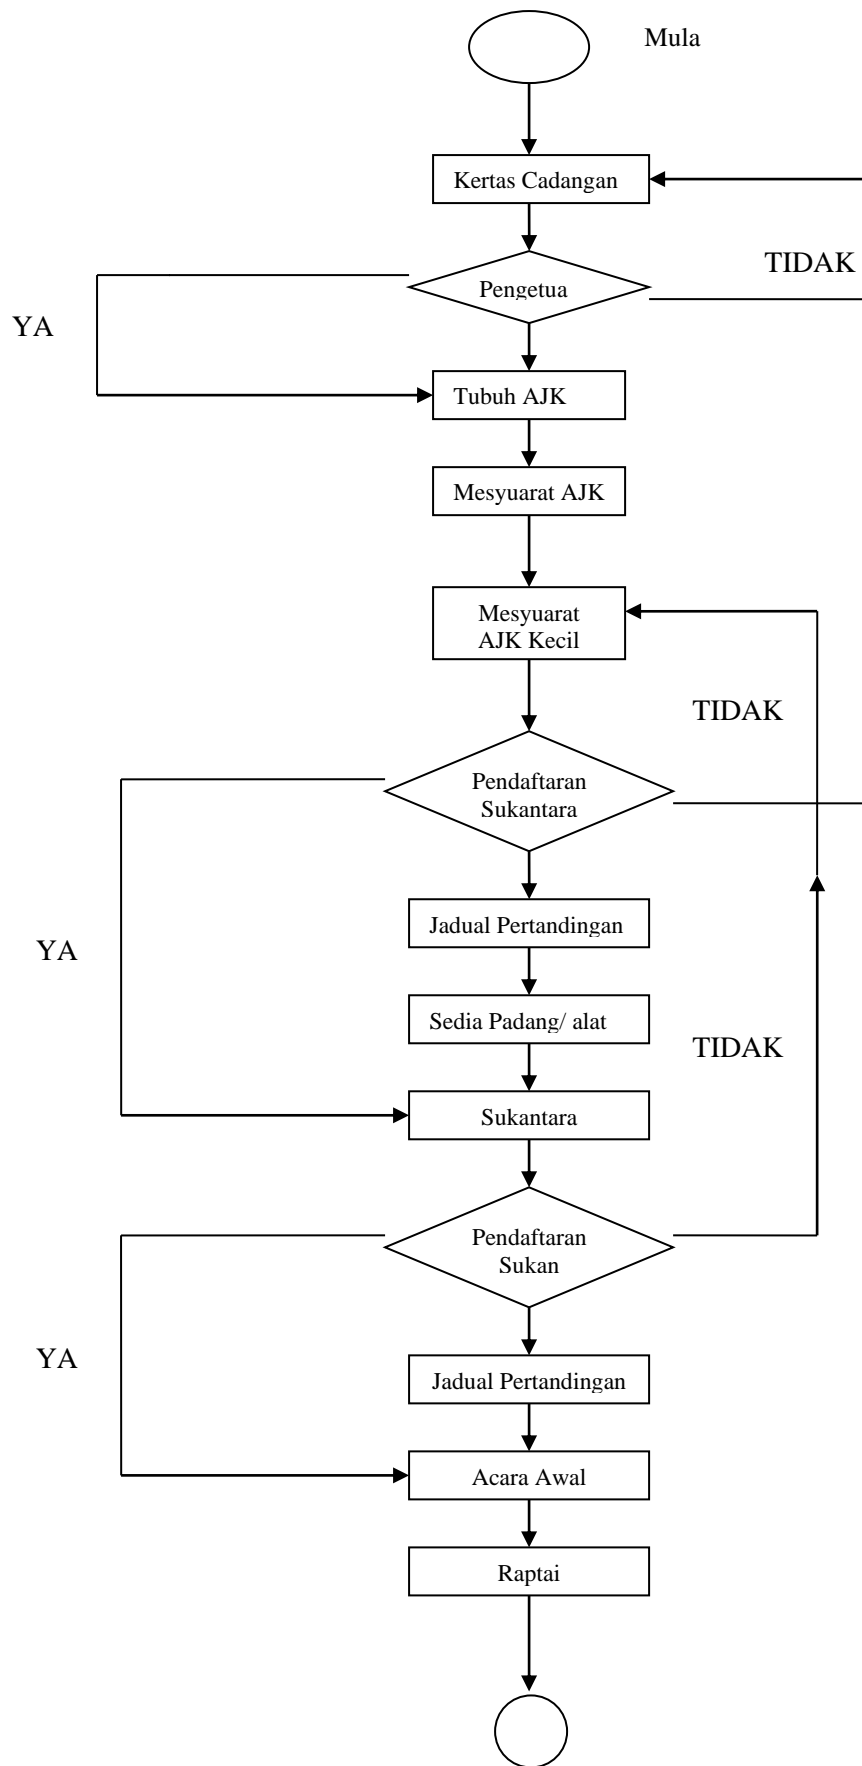 Mula
Kertas Cadangan
TIDAK
Pengetua
YA
Tubuh AJK
Mesyuarat AJK
Mesyuarat
AJK Kecil
TIDAK
Pendaftaran
Sukantara
Jadual Pertandingan
YA
Sedia Padang/ alat
TIDAK
Sukantara
Pendaftaran
Sukan
YA
Jadual Pertandingan
Acara Awal
Raptai